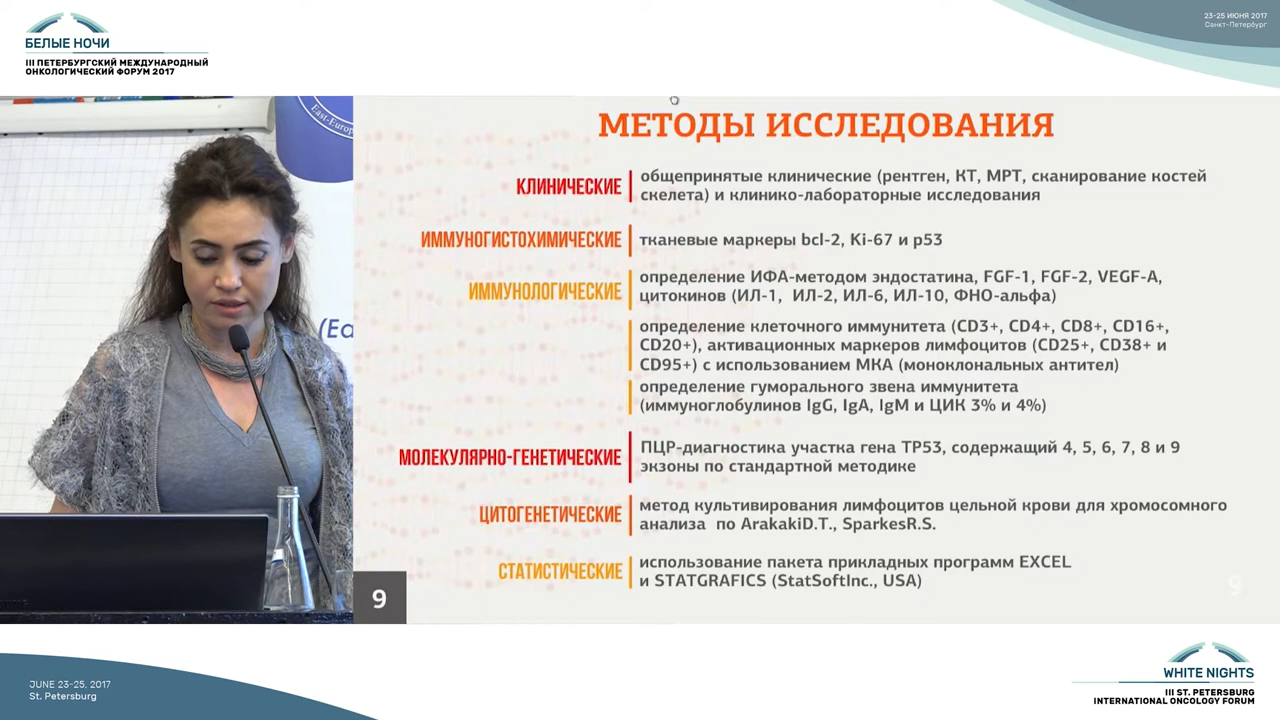 БЕЛЫЕ НОЧИ
III ПЕТЕРБУРГСКИЙ МЕЖДУНАРОДНЫЙ
ОНКОЛОГИЧЕСКИЙ ФОРУМ 2017
23-25 ИЮНЯ 2017
Санкт-Петербург
East-Europ
(Ea
МЕТОДЫ ИССЛЕДОВАНИЯ
КЛИНИЧЕСКИЕ
общепринятые клинические (рентген, КТ, МРТ, сканирование костей
скелета) и клинико-лабораторные исследования
ИММУНОГИСТОХИМИЧЕСКИЕ
тканевые маркеры bcl-2, Ki-67 и p53
ИММУНОЛОГИЧЕСКИЕ
определение ИФА-методом эндостатина, FGF-1, FGF-2, VEGF-A,
цитокинов (ИЛ-1, ИЛ-2, ИЛ-6, ИЛ-10, ФНО-альфа)
определение клеточного иммунитета (CD3+, CD4+, CD8+, CD16+,
CD20+), активационных маркеров лимфоцитов (CD25+, CD38+ и
CD95+) с использованием МКА (моноклональных антител)
определение гуморального звена иммунитета
(иммуноглобулинов IgG, IgA, IgM и ЦИК 3% и 4%)
МОЛЕКУЛЯРНО-ГЕНЕТИЧЕСКИЕ
ПЦР-диагностика участка гена ТР53, содержащий 4, 5, 6, 7, 8 и 9
экзоны по стандартной методике
ЦИТОГЕНЕТИЧЕСКИЕ
метод культивирования лимфоцитов цельной крови для хромосомного
анализа по ArakakiD.T., SparkesR.S.
СТАТИСТИЧЕСКИЕ
использование пакета прикладных программ EXCEL
и STATGRAFICS (StatSoftInc., USA)
9
9
JUNE 23-25, 2017
St. Petersburg
WHITE NIGHTS
III ST. PETERSBURG
INTERNATIONAL ONCOLOGY FORUM